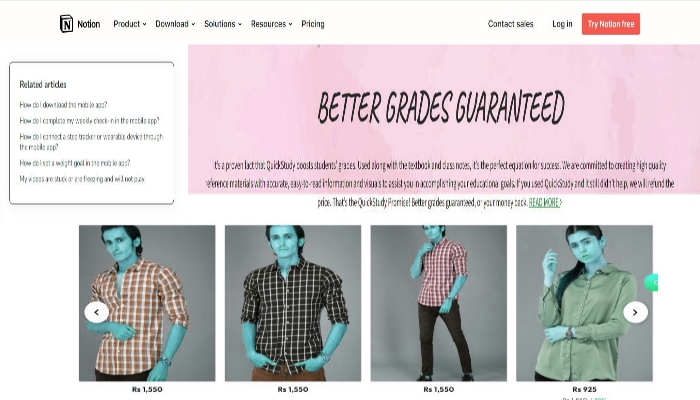 Notion
Product
Download
Solutions
Resources
Pricing
Contact sales
Log in
Try Notion free
Related articles
How do I download the mobile app?
How do I complete my weekly check-in in the mobile app?
How do I connect a step tracker or wearable device through
the mobile app?
How do I set a weight goal in the mobile app?
My videos are stuck or are freezing and will not play.
BETTER GRADES GUARANTEED
It's a proven fact that QuickStudy boosts students' grades. Used along with the textbook and class notes, it's the perfect equation for success. We are committed to creating high quality
reference materials with accurate, easy-to-read information and visuals to assist you in accomplishing your educational goals. If you used QuickStudy and it still didn't help, we will refund the
price. That's the QuickStudy Promise! Better grades guaranteed, or your money back. READ MORE >
Rs 1,550
Rs 1,550
Rs 1,550
Rs 925